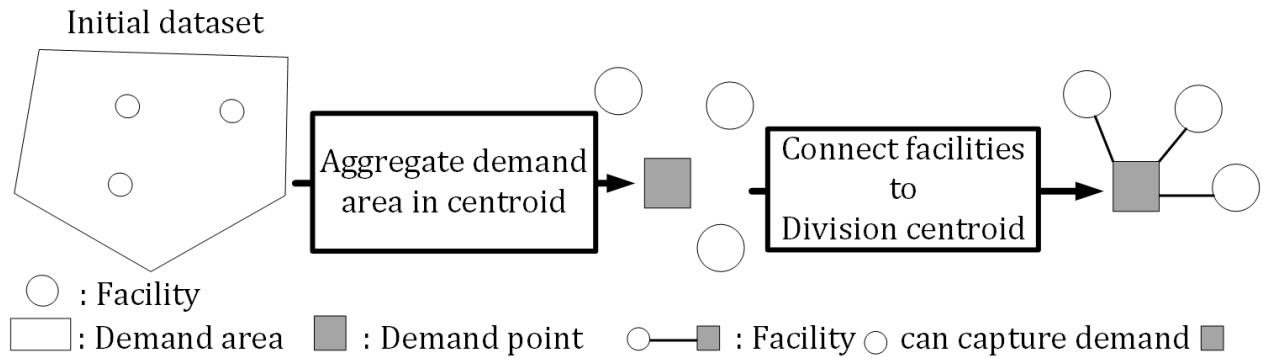 Initial dataset
Aggregate demand
area in centroid
Connect facilities
to
Division centroid
: Facility
: Demand area
: Demand point
: Facility
can capture demand